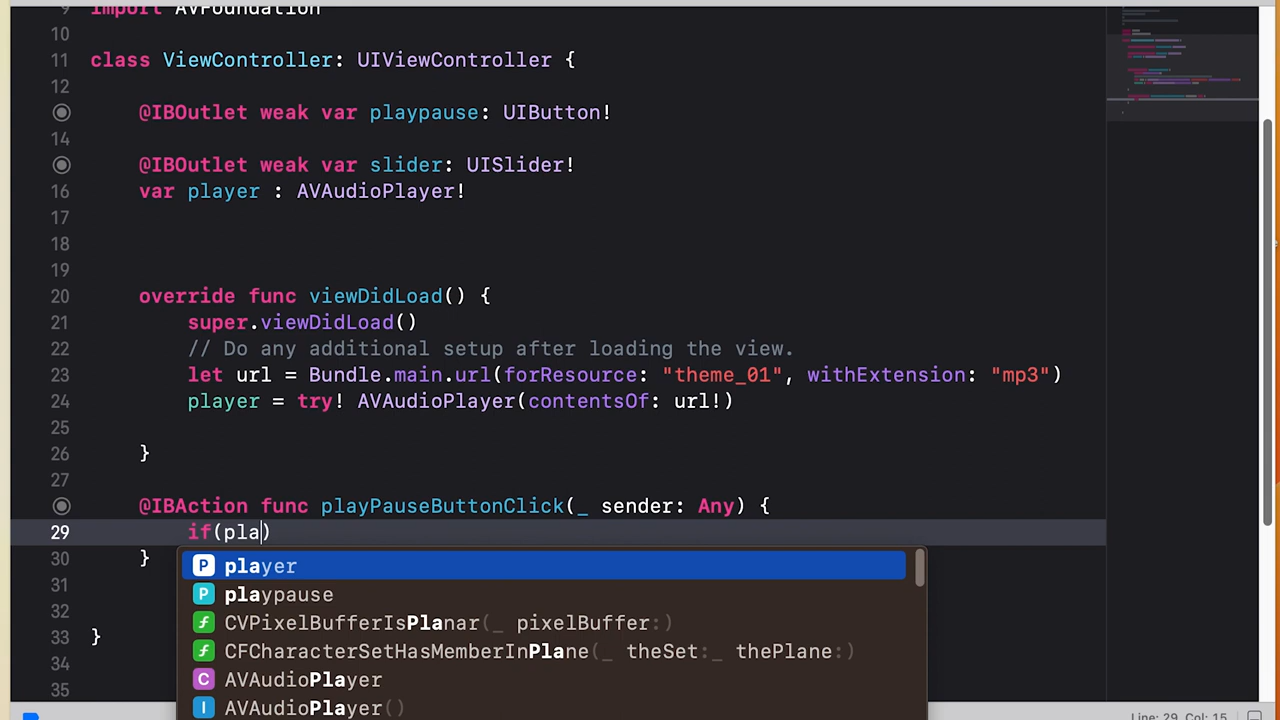 9 import AVFoundation
10
11 class ViewController: UIViewController {
12
@IBOutlet weak var playpause: UIButton!
14
@IBOutlet weak var slider: UISlider!
16 var player : AVAudioPlayer!
17
18
19
20 override func viewDidLoad() {
21 super.viewDidLoad()
22 // Do any additional setup after loading the view.
23 let url = Bundle.main.url(forResource: "theme_01", withExtension: "mp3")
24 player = try! AVAudioPlayer(contentsOf: url!)
25
26 }
27
@IBAction func playPauseButtonClick(_ sender: Any) {
29 if(pla)
30 }
P player
P playpause
f CVPixelBufferIsPlanar(_ pixelBuffer:)
f CFCharacterSetHasMemberInPlane(_ theSet:_ thePlane:)
C AVAudioPlayer
I AVAudioPlayer()
31
32
33 }
34
35
Line: 29 Col: 15